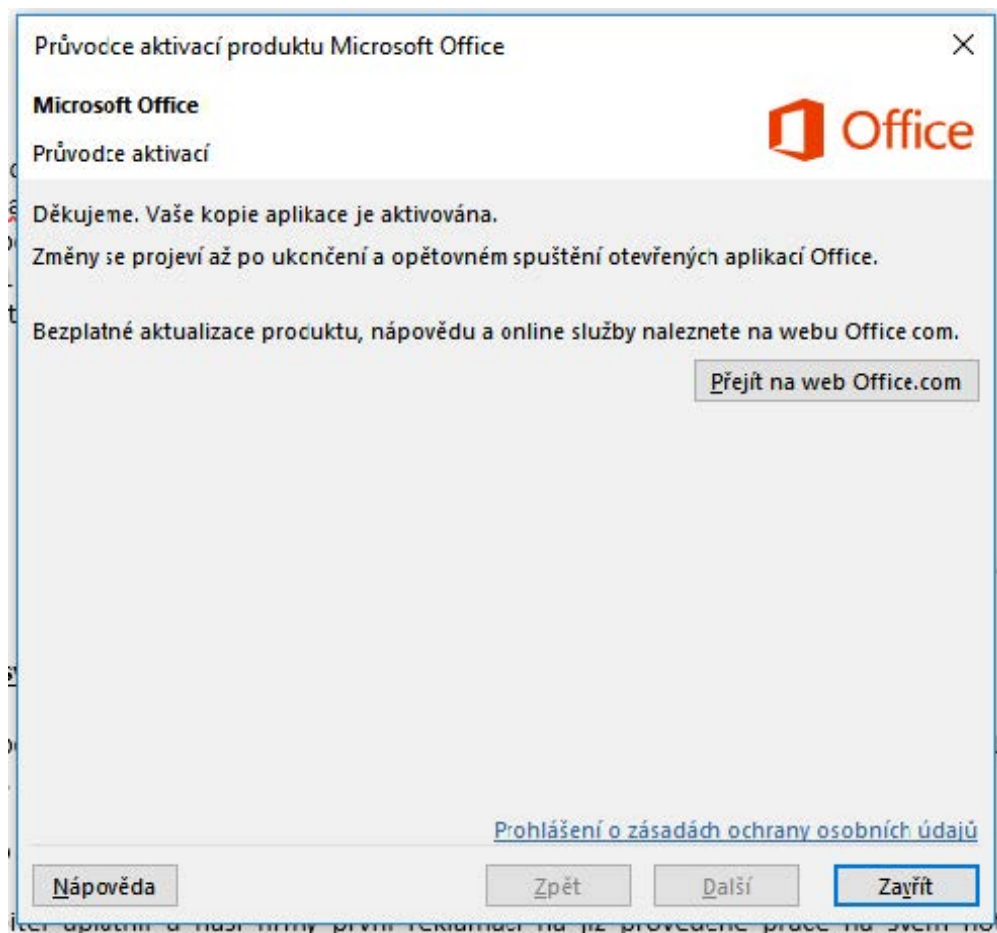 Průvodce aktivací produktu Microsoft Office
Microsoft Office
Office
Průvodce aktivací
Děkujeme. Vaše kopie aplikace je aktivována.
Změny se projeví až po ukončení a opětovném spuštění otevřených aplikací Office.
Bezplatné aktualizace produktu, nápovědu a online služby naleznete na webu Office.com.
Přejít na web Office.com
Prohlášení o zásadách ochrany osobních údajů
Nápověda
Zpět
Další
Zavřít